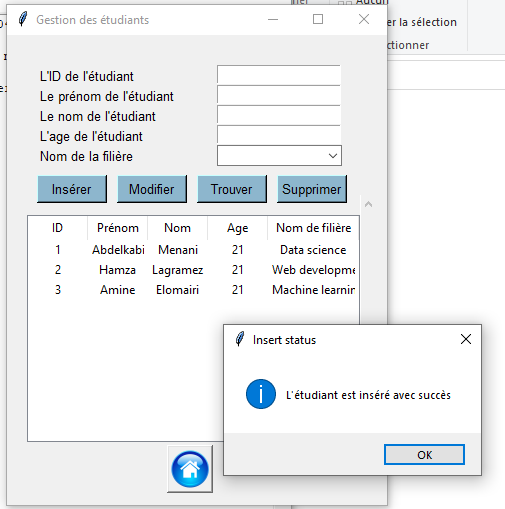 Gestion des étudiants
Aucun
er la sélection
ctionner
L'ID de l'étudiant
Le prénom de l'étudiant
Le nom de l'étudiant
L'age de l'étudiant
Nom de la filière
Insérer Modifier Trouver Supprimer
ID Prénom Nom Age Nom de filière
1 Abdelkabi Menani 21 Data science
2 Hamza Lagramez 21 Web developme
3 Amine Elomairi 21 Machine learnin
Insert status
L'étudiant est inséré avec succès
OK